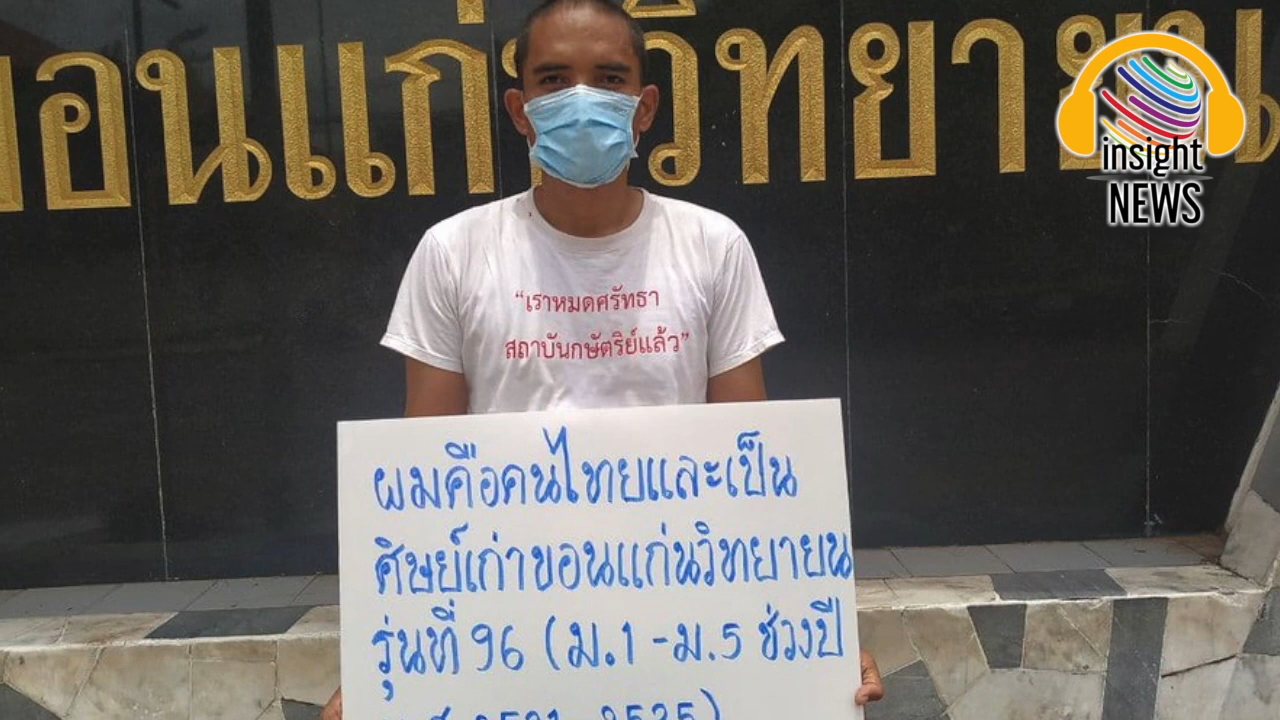 ขอนแก่นวิทยายน
insight
NEWS
“เราหมดศรัทธา
สถาบันกษัตริย์แล้ว”
ผมคือคนไทยและเป็น
ศิษย์เก่าขอนแก่นวิทยายน
รุ่นที่ 96 (ม.1 -ม.5 ช่วงปี